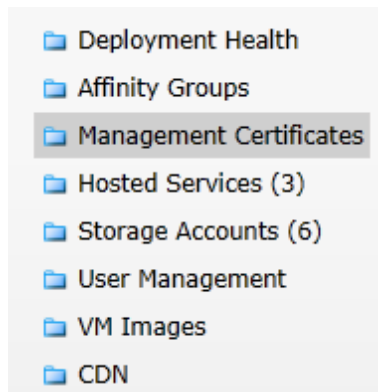 Deployment Health
Affinity Groups
Management Certificates
Hosted Services (3)
Storage Accounts (6)
User Management
VM Images
CDN